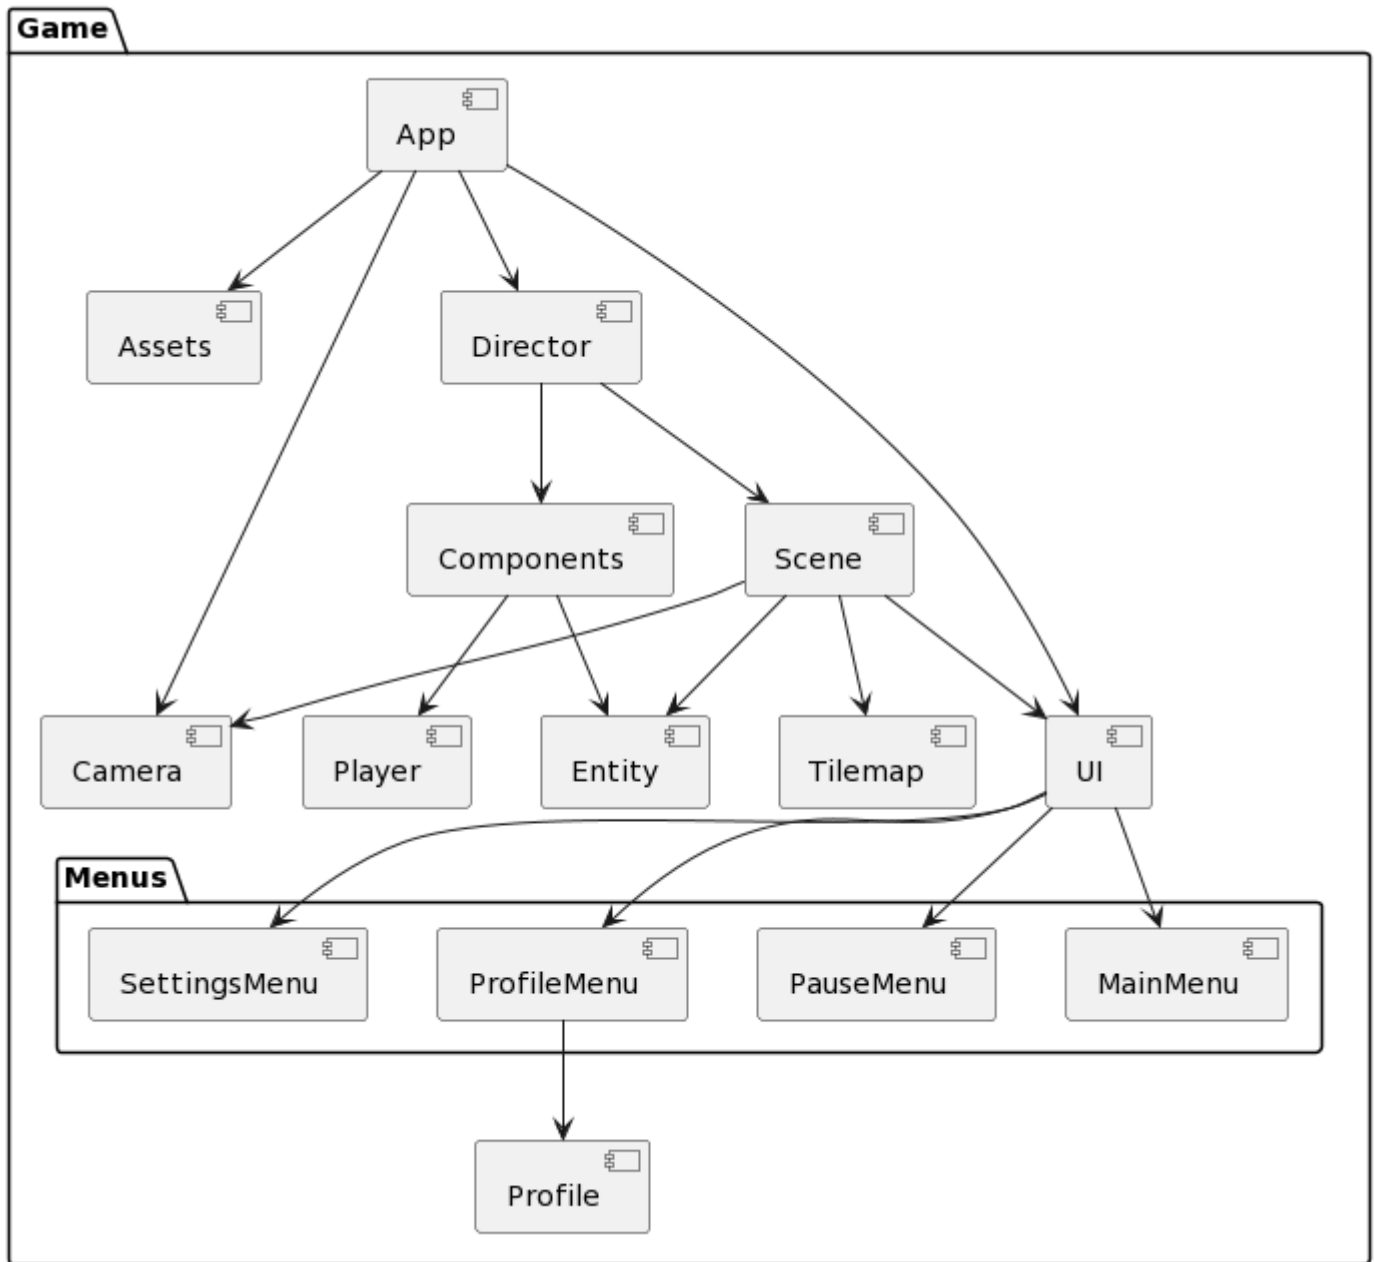 Game
App
Assets
Director
Components
Scene
Camera
Player
Entity
Tilemap
UI
Menus
SettingsMenu
ProfileMenu
PauseMenu
MainMenu
Profile